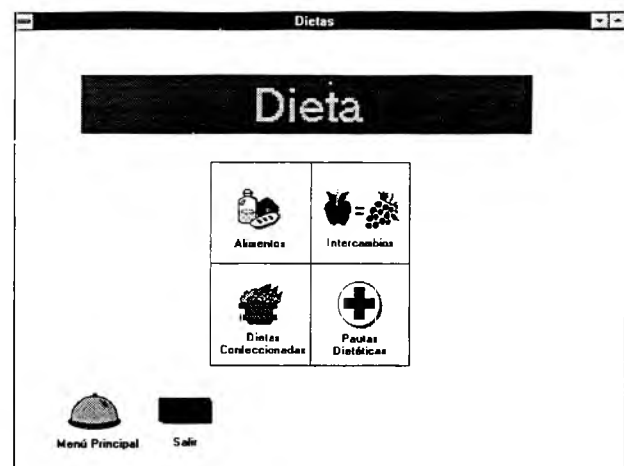 Dietas
Dieta
Alimentos
Intercambios
Dietas
Confeccionadas
Pautas
Dietéticas
Menú Principal
Salir